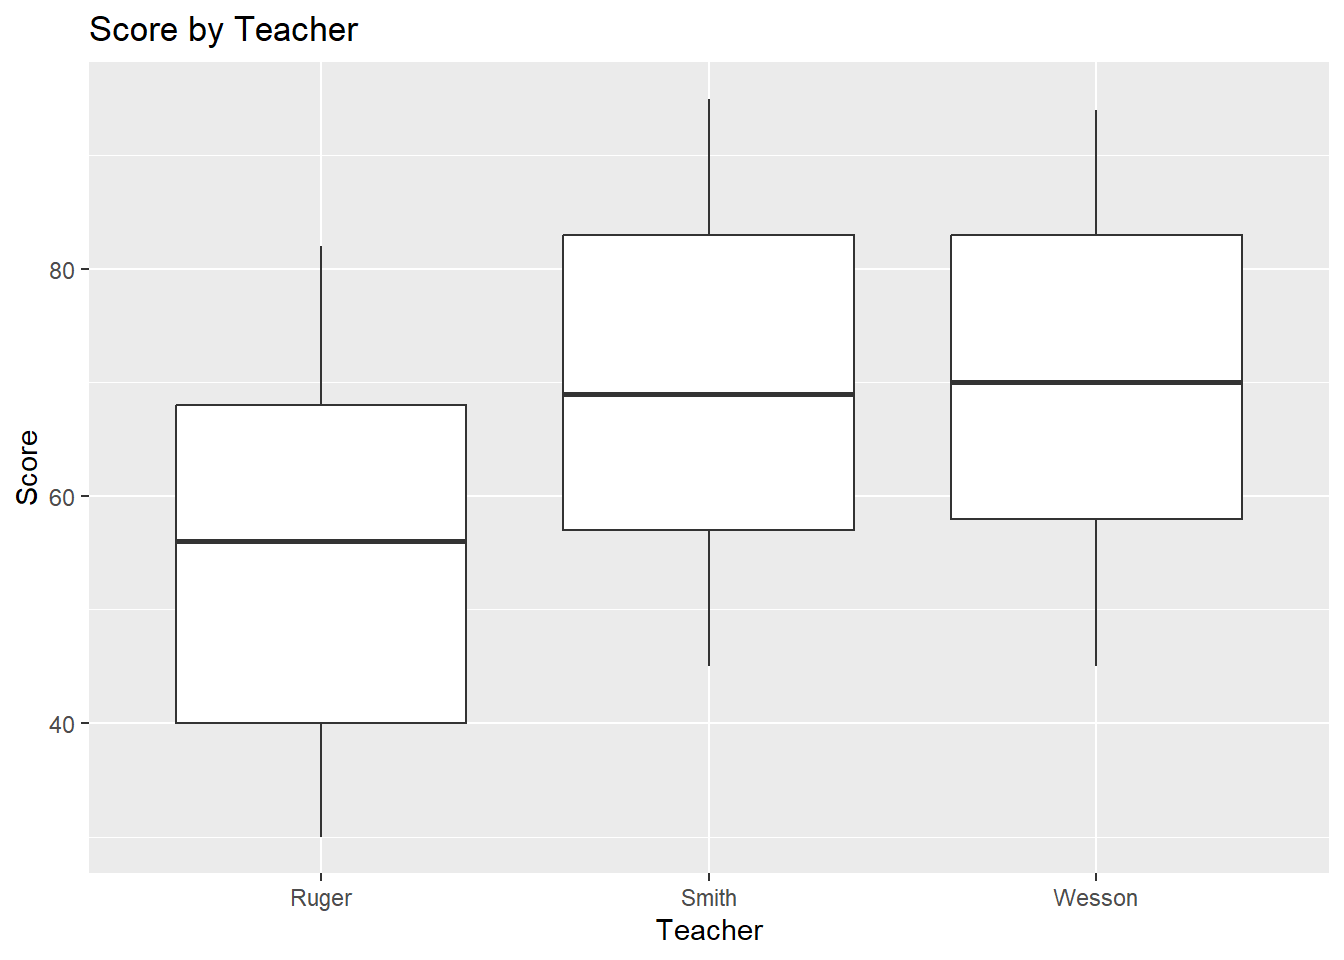 Score by Teacher
Score
80
60
40
Ruger Smith Wesson
Teacher